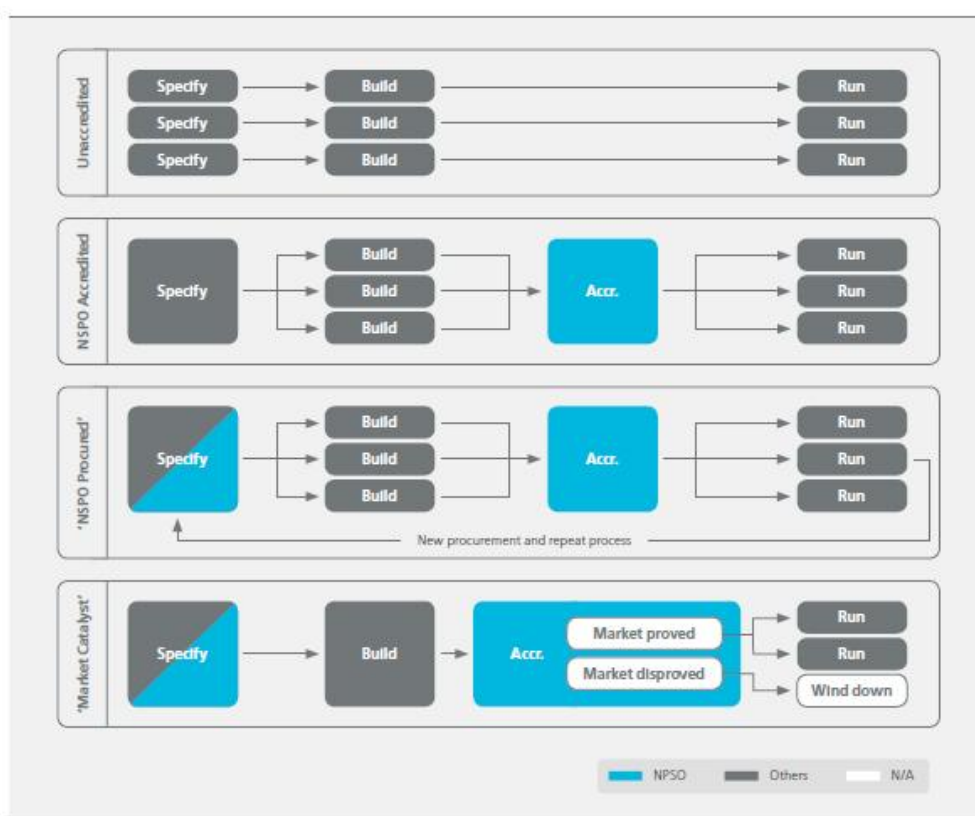 Unaccredited
Specify Build Run
Specify Build Run
Specify Build Run
NSPO Accredited
Build Run
Specify Build Accr. Run
Build Run
‘NSPO Procured’
Build Run
Specify Build Accr. Run
Build Run
New procurement and repeat process
‘Market Catalyst’
Market proved Run
Specify Build Accr. Run
Market disproved
Wind down
NPSO Others N/A